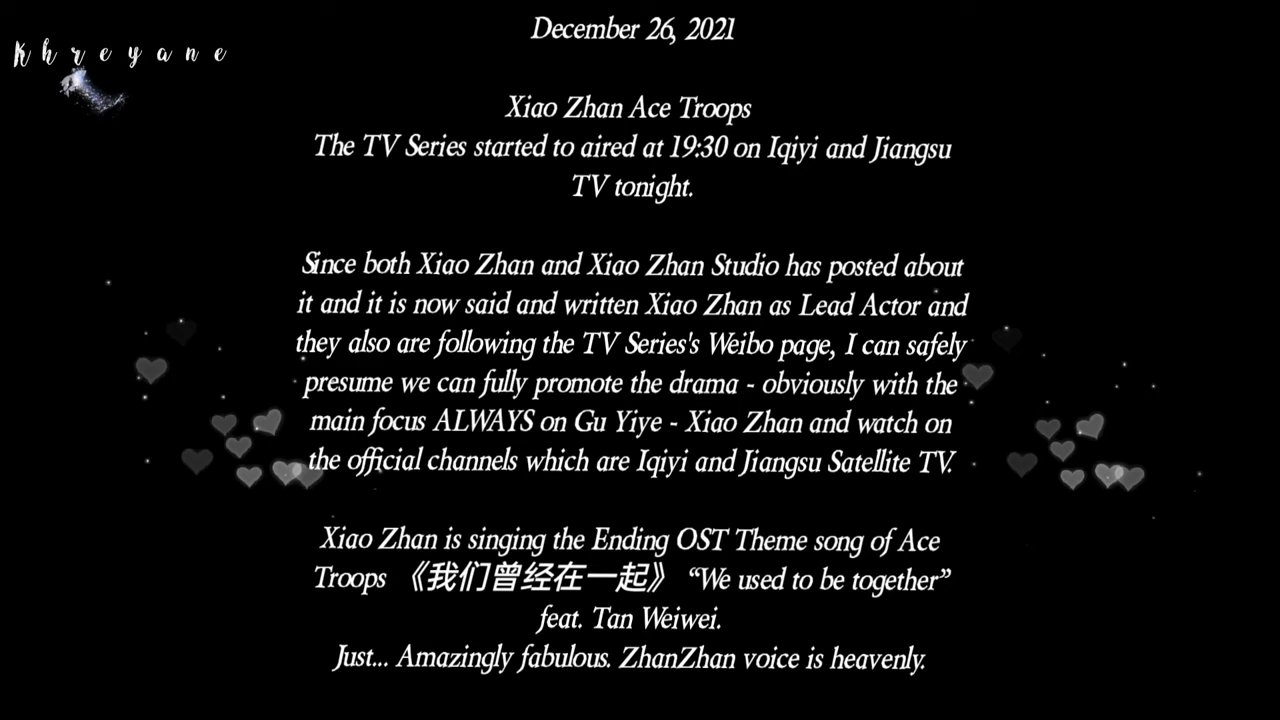 Khreyane
December 26, 2021
Xiao Zhan Ace Troops
The TV Series started to aired at 19:30 on Iqiyi and Jiangsu
TV tonight.
Since both Xiao Zhan and Xiao Zhan Studio has posted about
it and it is now said and written Xiao Zhan as Lead Actor and
they also are following the TV Series's Weibo page, I can safely
presume we can fully promote the drama - obviously with the
main focus ALWAYS on Gu Yiye - Xiao Zhan and watch on
the official channels which are Iqiyi and Jiangsu Satellite TV.
Xiao Zhan is singing the Ending OST Theme song of Ace
Troops 《我们曾经在一起》 “We used to be together”
feat. Tan Weiwei.
Just... Amazingly fabulous. ZhanZhan voice is heavenly.